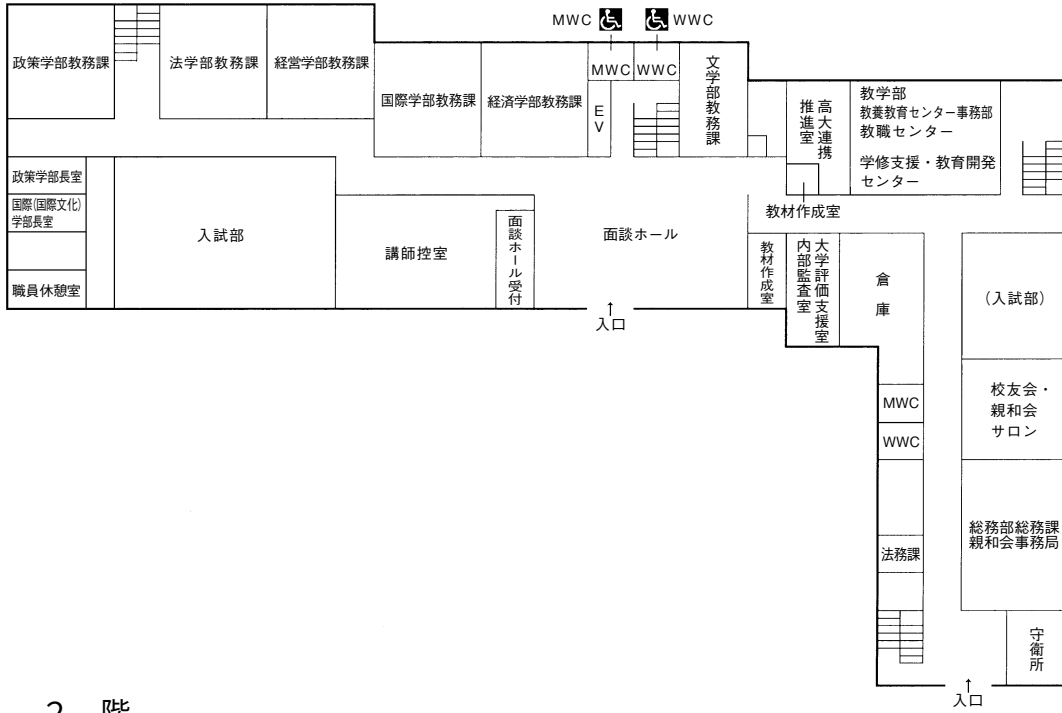 MWC WWC
政策学部教務課
法学部教務課
経営学部教務課
国際学部教務課
経済学部教務課
MWC
WWC
EV
文学部教務課
高大連携
推進室
教学部
教養教育センター事務部
教職センター
学修支援・教育開発
センター
教材作成室
政策学部長室
国際(国際文化)
学部長室
職員休憩室
入試部
講師控室
面談ホール受付
面談ホール
↑
入口
教材作成室
大学評価支援室
内部監査室
倉庫
(入試部)
MWC
WWC
校友会・
親和会
サロン
法務課
総務部総務課
親和会事務局
守衛所
↑
入口
2 階